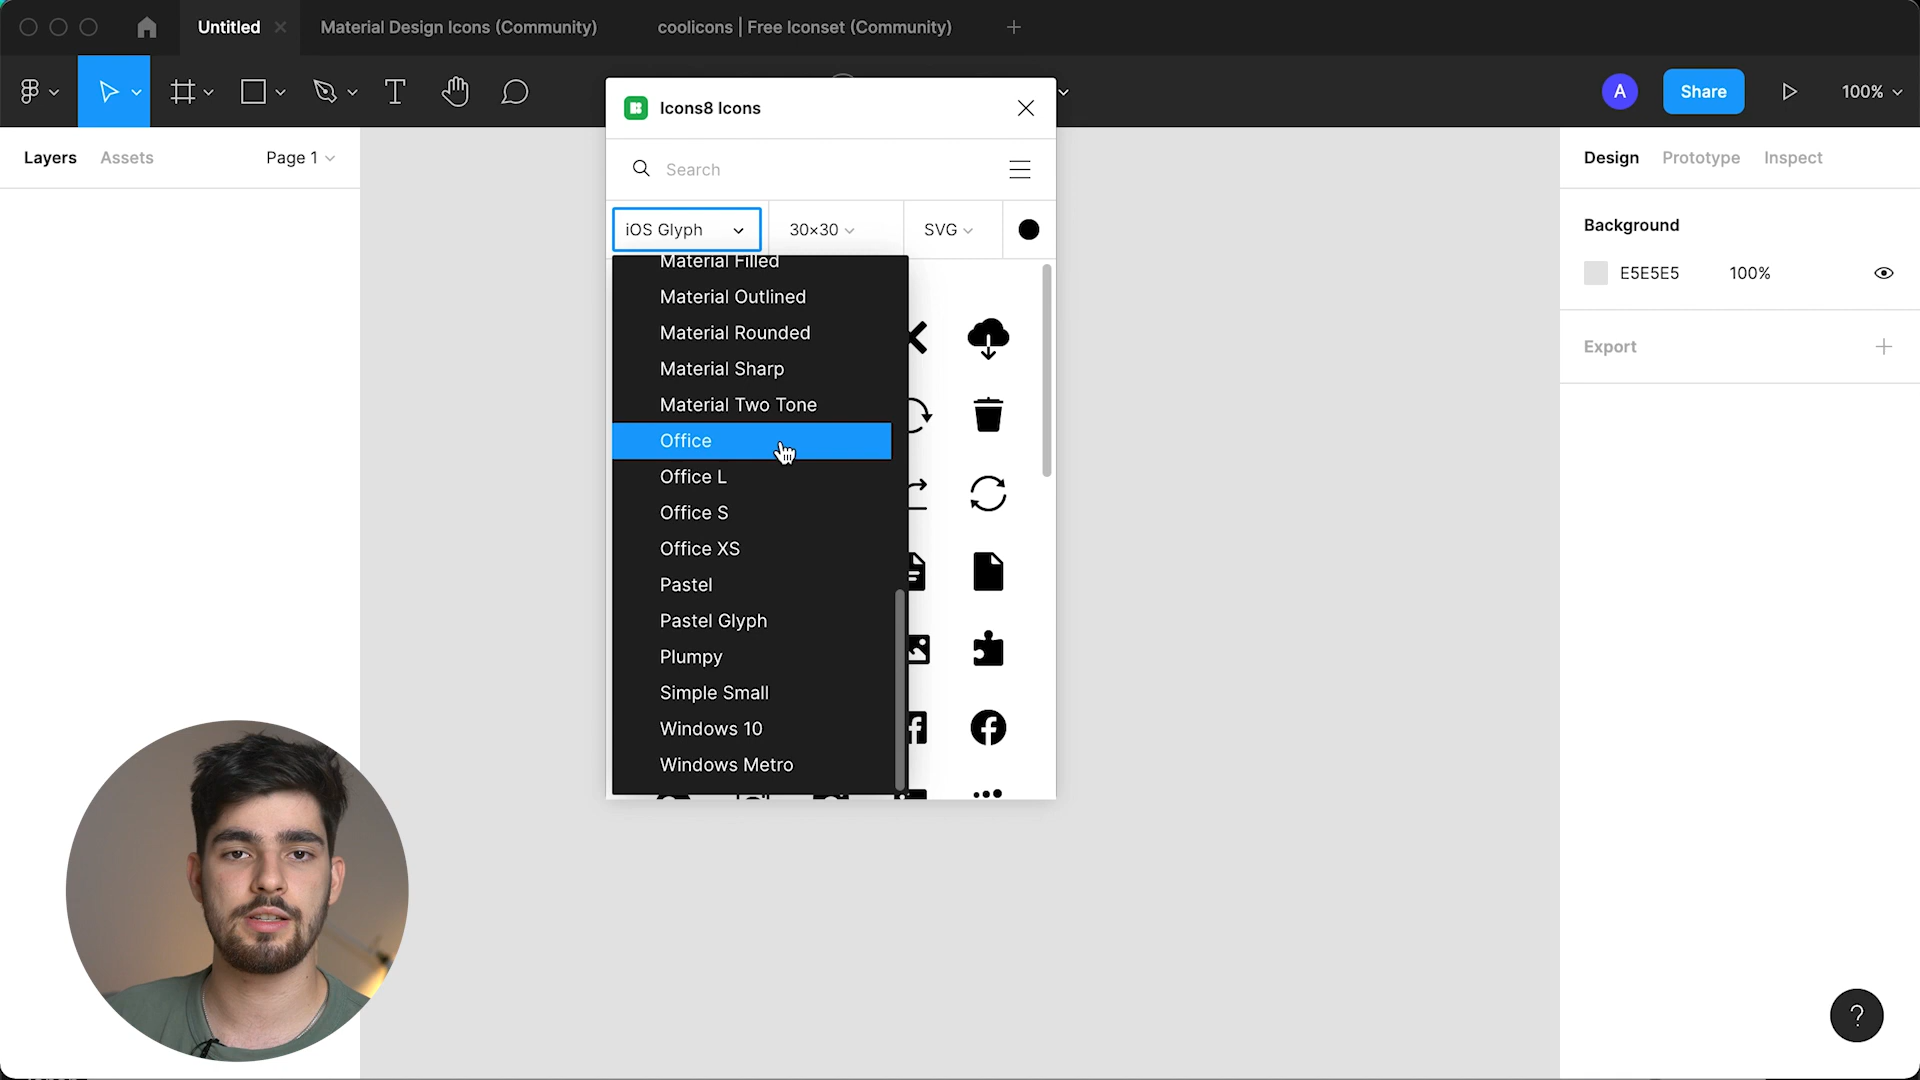 Untitled
Material Design Icons (Community)
coolicons | Free Iconset (Community)
A
Share
100%
Icons8 Icons
Layers
Assets
Page 1
Search
iOS Glyph
30×30
SVG
Material Filled
Material Outlined
Material Rounded
Material Sharp
Material Two Tone
Office
Office L
Office S
Office XS
Pastel
Pastel Glyph
Plumpy
Simple Small
Windows 10
Windows Metro
Design
Prototype
Inspect
Background
E5E5E5
100%
Export
?